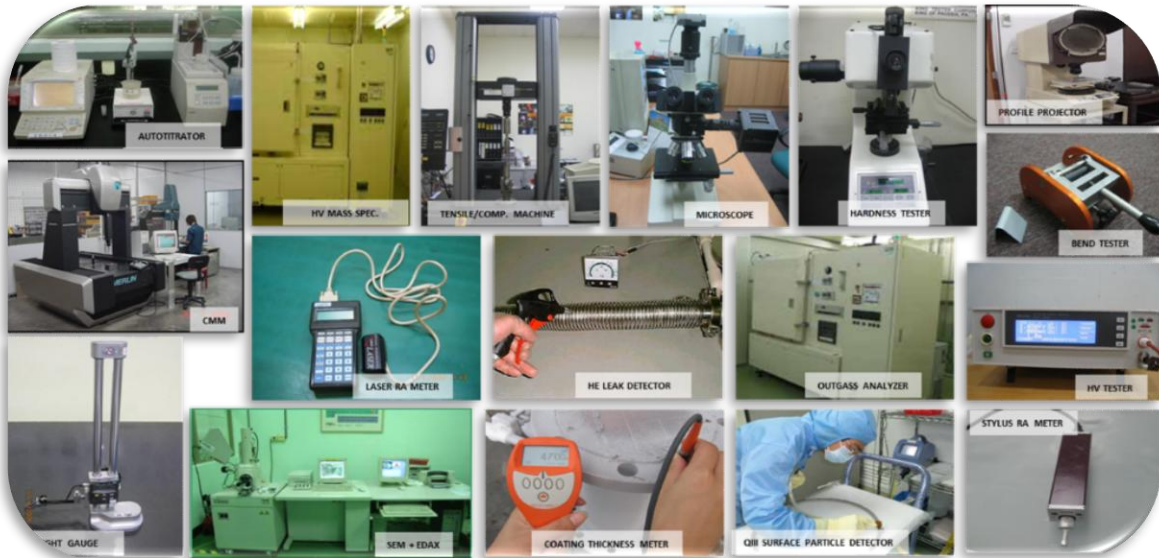 AUTOTITRATOR
HV MASS SPEC.
TENSILE/COMP. MACHINE
MICROSCOPE
HARDNESS TESTER
PROFILE PROJECTOR
BEND TESTER
MERLIN
CMM
LASER RA METER
HE LEAK DETECTOR
OUTGASS ANALYZER
HV TESTER
GAUGE
SEM + EDAX
COATING THICKNESS METER
QIII SURFACE PARTICLE DETECTOR
STYLUS RA METER